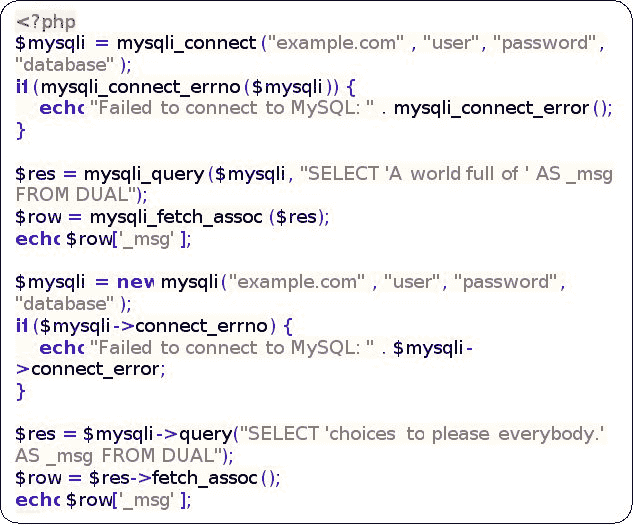 <?php
$mysqli = mysqli_connect("example.com", "user", "password",
"database");
if (mysqli_connect_errno($mysqli)) {
    echo "Failed to connect to MySQL: " . mysqli_connect_error();
}

$res = mysqli_query($mysqli, "SELECT 'A world full of ' AS _msg
FROM DUAL");
$row = mysqli_fetch_assoc($res);
echo $row['_msg'];

$mysqli = new mysqli("example.com", "user", "password",
"database");
if ($mysqli->connect_errno) {
    echo "Failed to connect to MySQL: " . $mysqli-
>connect_error;
}

$res = $mysqli->query("SELECT 'choices to please everybody.'
AS _msg FROM DUAL");
$row = $res->fetch_assoc();
echo $row['_msg'];